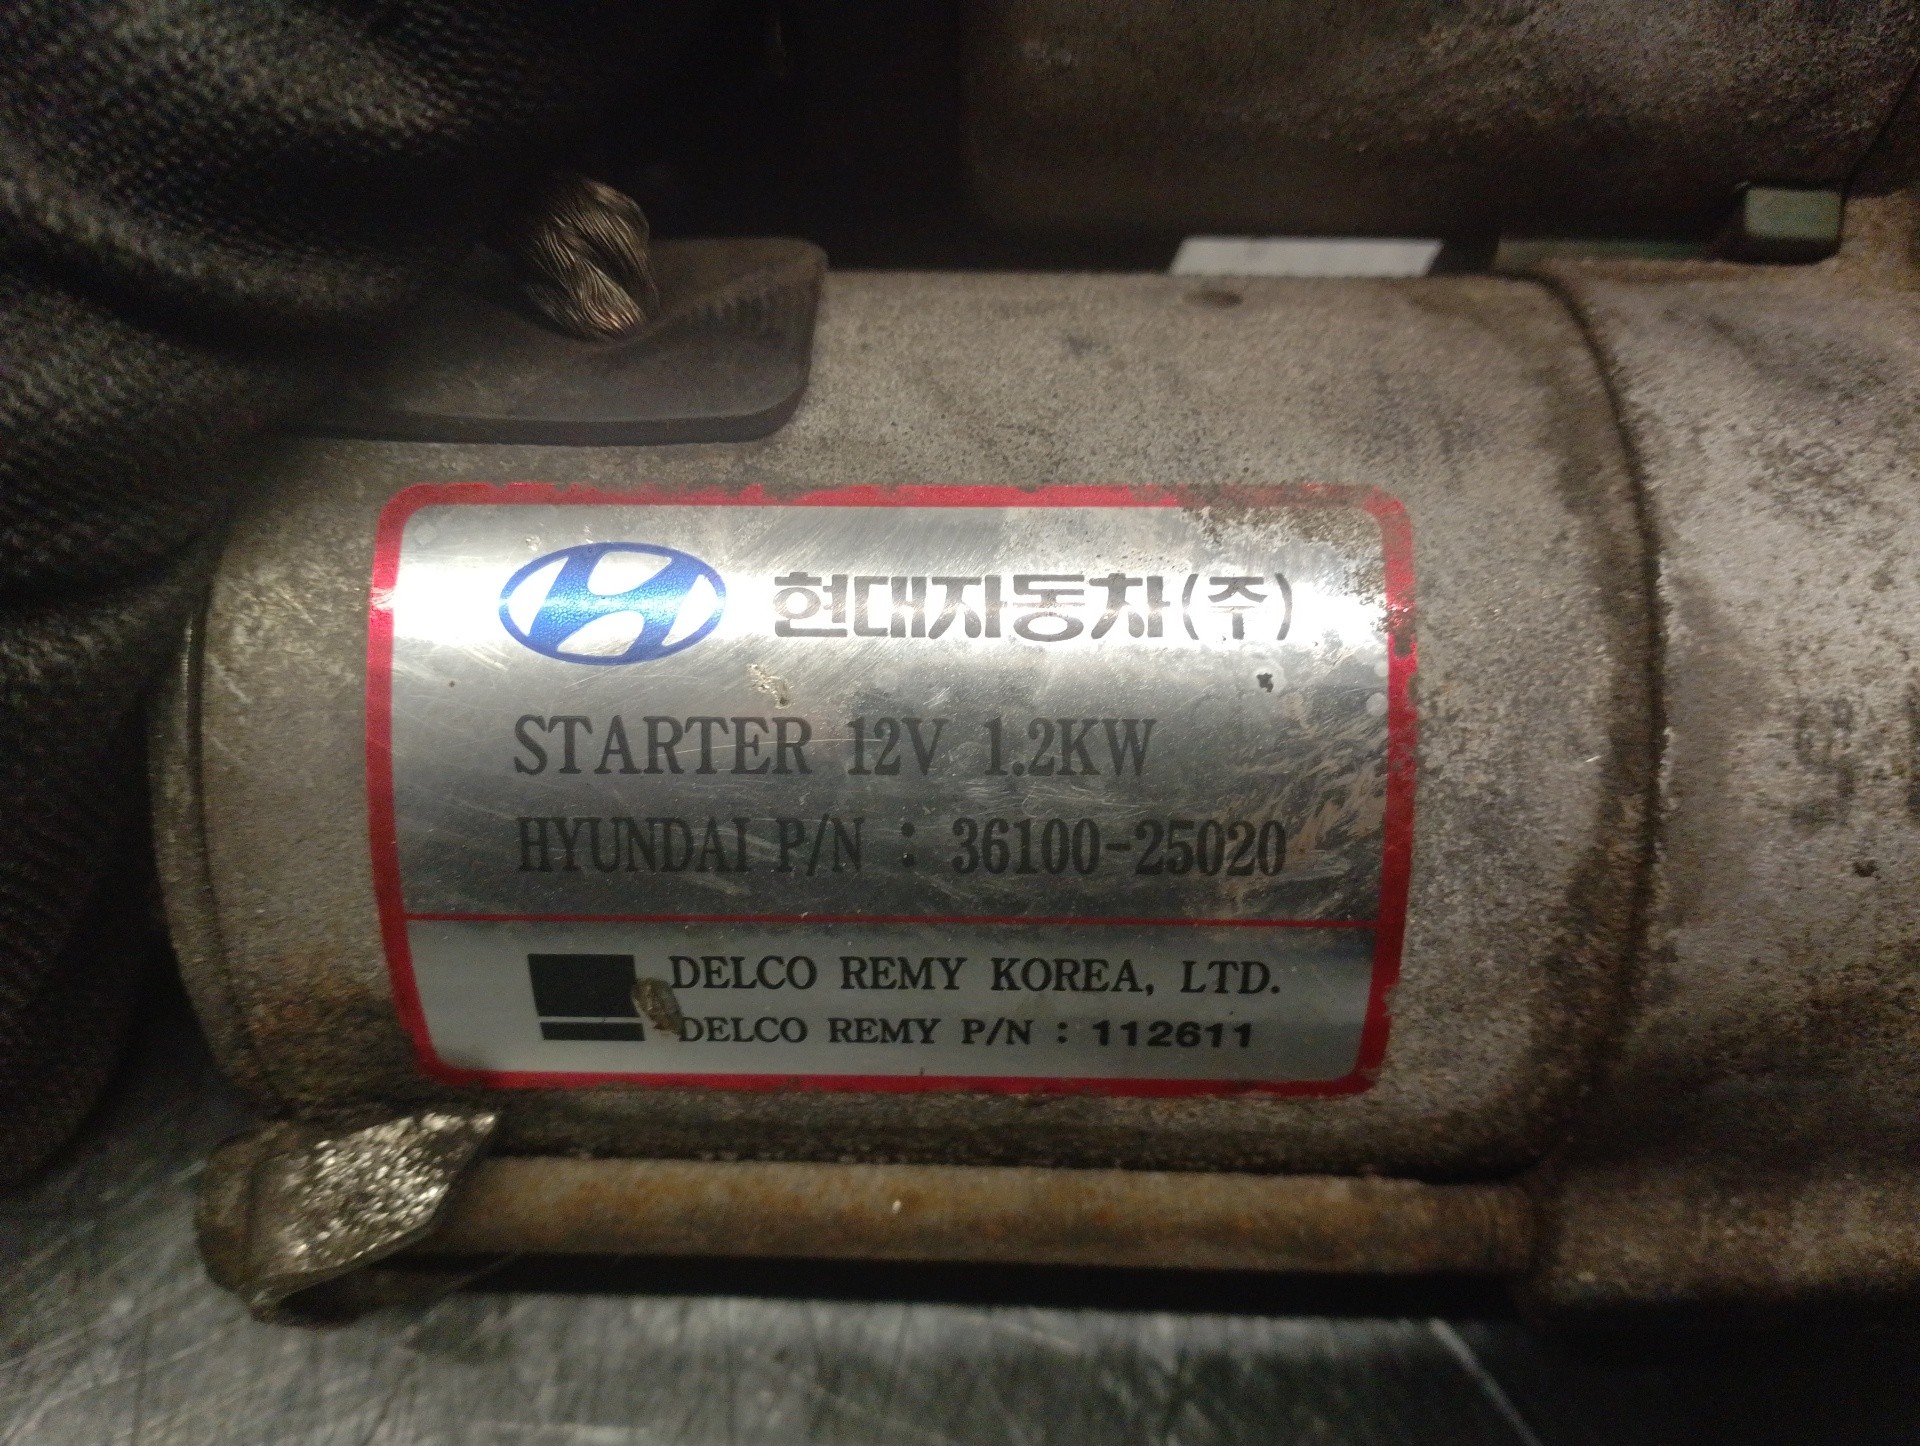 현대자동차(주)
STARTER 12V 1.2KW
HYUNDAI P/N : 36100-25020
DELCO REMY KOREA, LTD.
DELCO REMY P/N : 112611